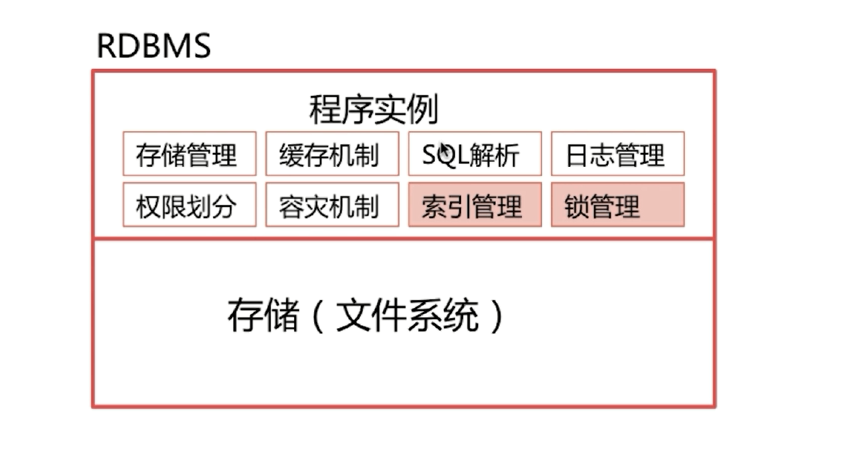 RDBMS
程序实例
存储管理 缓存机制 SQL解析 日志管理
权限划分 容灾机制 索引管理 锁管理
存储（文件系统）